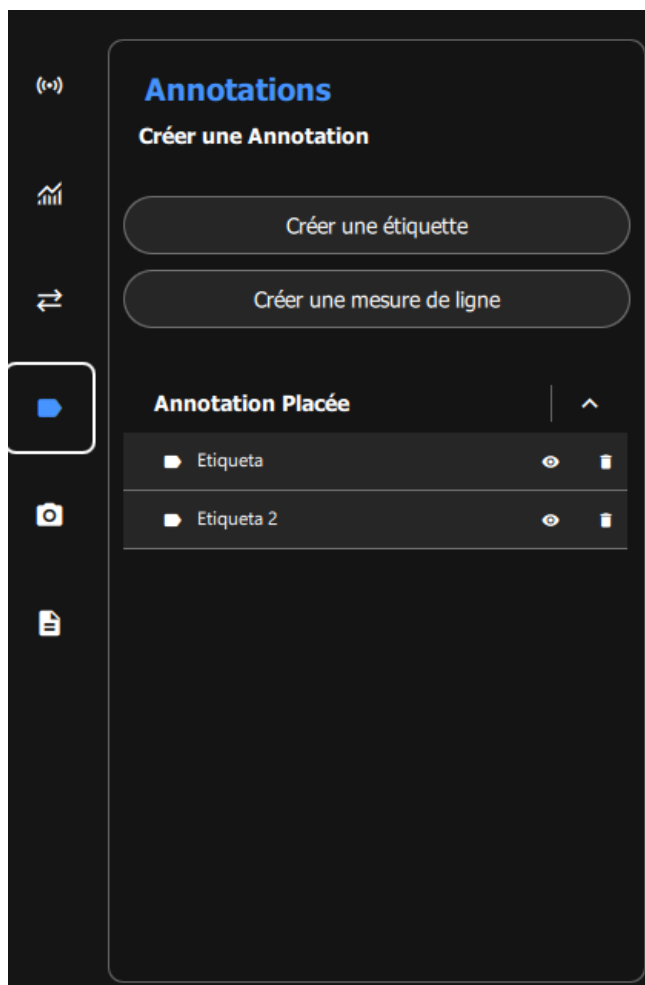 Annotations
Créer une Annotation
Créer une étiquette
Créer une mesure de ligne
Annotation Placée
Etiqueta
Etiqueta 2